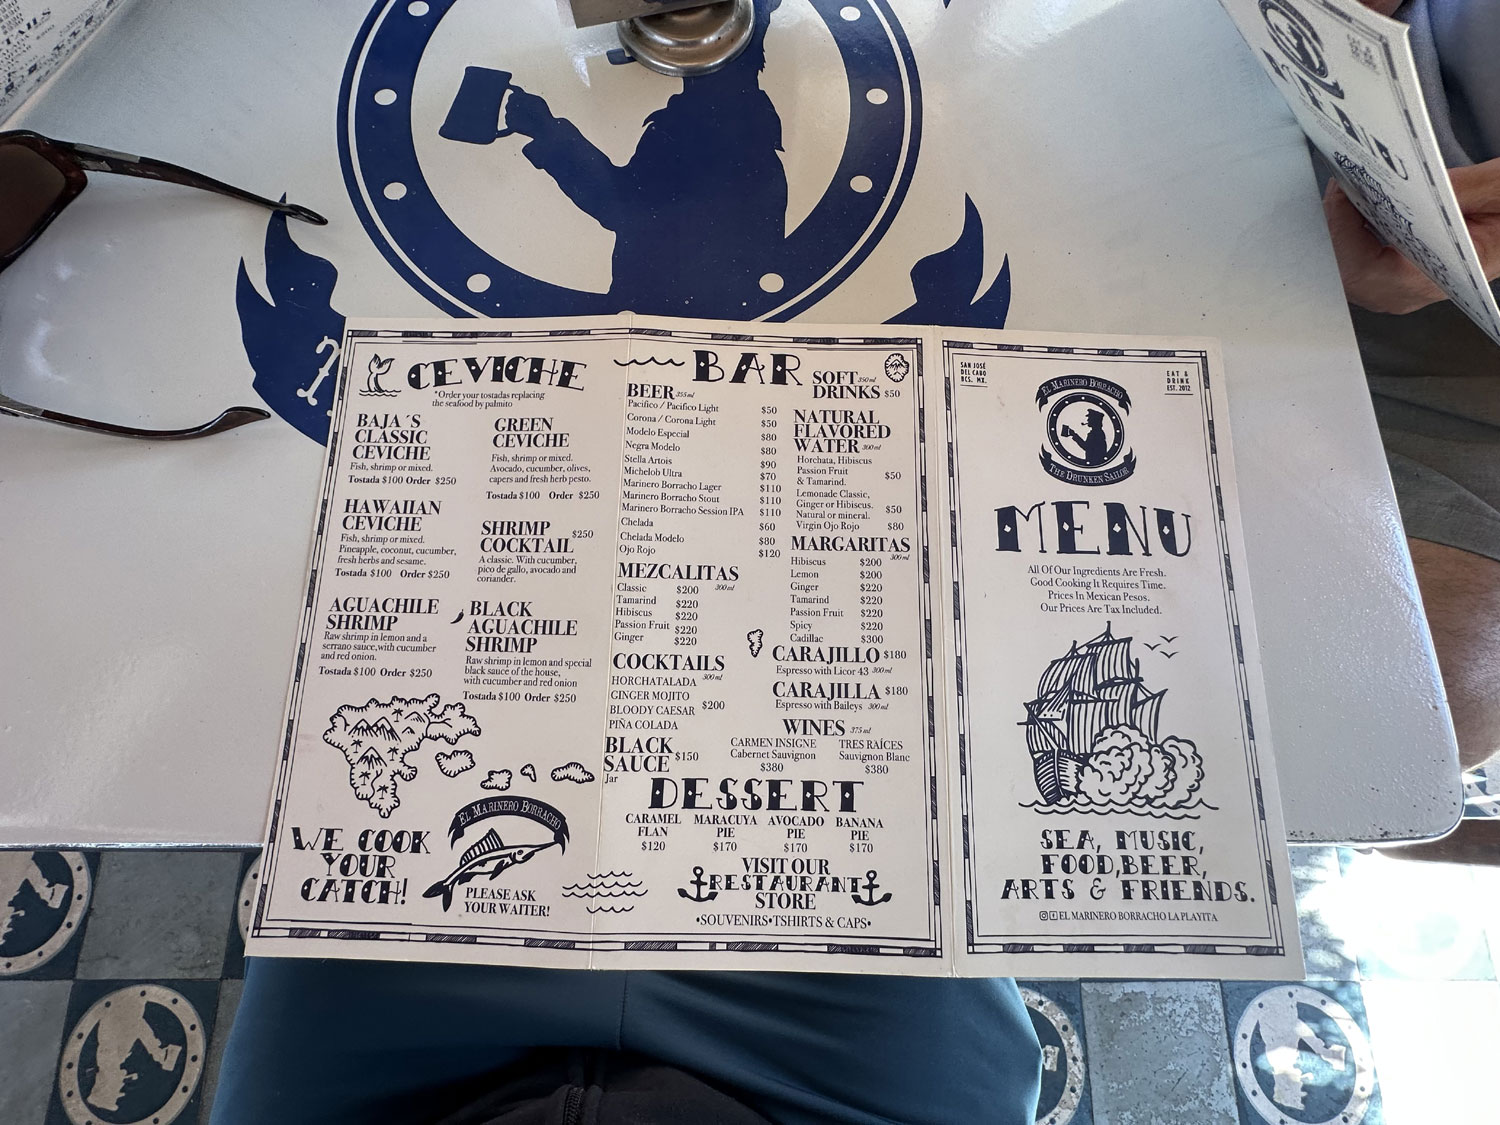 CEVICHE
*Order your tostadas replacing
the seafood by palmito
BAJA ´S
CLASSIC
CEVICHE
Fish, shrimp or mixed.
Tostada $100 Order $250
HAWAIIAN
CEVICHE
Fish, shrimp or mixed.
Pineapple, coconut, cucumber,
fresh herbs and sesame.
Tostada $100 Order $250
AGUACHILE
SHRIMP
Raw shrimp in lemon and a
serrano sauce,with cucumber
and red onion.
Tostada $100 Order $250
GREEN
CEVICHE
Fish, shrimp or mixed.
Avocado, cucumber, olives,
capers and fresh herb pesto.
Tostada $100 Order $250
SHRIMP $250
COCKTAIL
A classic. With cucumber,
pico de gallo, avocado and
coriander.
BLACK
AGUACHILE
SHRIMP
Raw shrimp in lemon and special
black sauce of the house,
with cucumber and red onion
Tostada $100 Order $250
WE COOK
YOUR
CATCH!
EL MARINERO BORRACHO
PLEASE ASK
YOUR WAITER!
BAR
BEER 355 ml
Pacifico / Pacifico Light $50
Corona / Corona Light $50
Modelo Especial $80
Negra Modelo $80
Stella Artois $90
Michelob Ultra $70
Marinero Borracho Lager $110
Marinero Borracho Stout $110
Marinero Borracho Session IPA $110
Chelada $60
Chelada Modelo $80
Ojo Rojo $120
MEZCALITAS 300 ml
Classic $200
Tamarind $220
Hibiscus $220
Passion Fruit $220
Ginger $220
COCKTAILS 300 ml
HORCHATALADA
GINGER MOJITO
BLOODY CAESAR $200
PIÑA COLADA
BLACK
SAUCE $150
Jar
SOFT 350 ml
DRINKS $50
NATURAL
FLAVORED
WATER 300 ml
Horchata, Hibiscus
Passion Fruit $50
& Tamarind.
Lemonade Classic,
Ginger or Hibiscus. $50
Natural or mineral.
Virgin Ojo Rojo $80
MARGARITAS
300 ml
Hibiscus $200
Lemon $200
Ginger $220
Tamarind $220
Passion Fruit $220
Spicy $220
Cadillac $300
CARAJILLO $180
Espresso with Licor 43 300 ml
CARAJILLA $180
Espresso with Baileys 300 ml
WINES 375 ml
CARMEN INSIGNE
Cabernet Sauvignon
$380
TRES RAÍCES
Sauvignon Blanc
$380
DESSERT
CARAMEL
FLAN
$120
MARACUYA
PIE
$170
AVOCADO
PIE
$170
BANANA
PIE
$170
VISIT OUR
RESTAURANT
STORE
•SOUVENIRS•TSHIRTS & CAPS•
SAN JOSÉ
DEL CABO
BCS. MX.
EAT &
DRINK
EST. 2012
EL MARINERO BORRACHO
THE DRUNKEN SAILOR
MENU
All Of Our Ingredients Are Fresh.
Good Cooking It Requires Time.
Prices In Mexican Pesos.
Our Prices Are Tax Included.
SEA, MUSIC,
FOOD,BEER,
ARTS & FRIENDS.
EL MARINERO BORRACHO LA PLAYITA
MENU